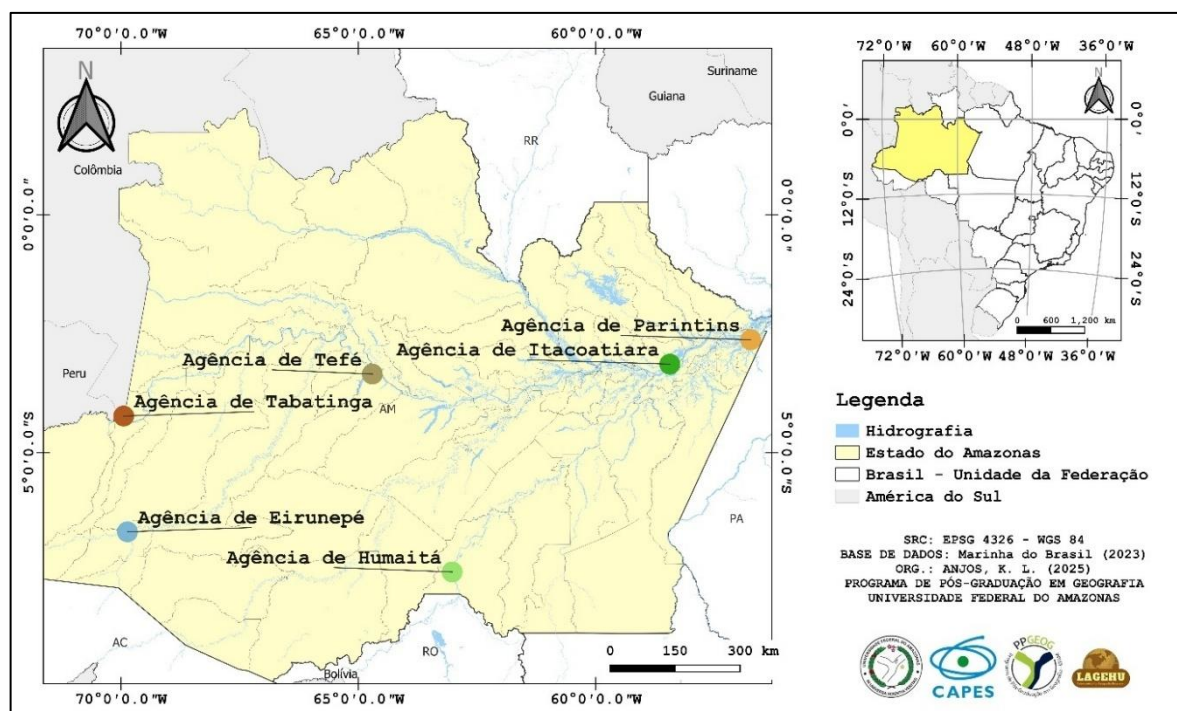 70°0'0.0"W 65°0'0.0"W 60°0'0.0"W
N
Colômbia
Suriname
Guiana
RR
0°0'0.0" 0°0'0.0"
Agência de Parintins
Agência de Itacoatiara
Agência de Tefé
Peru
Agência de Tabatinga
AM
5°0'0.0"S 5°0'0.0"S
Agência de Eirunepé
PA
Agência de Humaitá
AC
RO
Bolívia
0 150 300 km
70°0'0.0"W 65°0'0.0"W 60°0'0.0"W
72°0'W 60°0'W 48°0'W 36°0'W
N
0°0' 0°0'
12°0'S 12°0'S
24°0'S 24°0'S
0 600 1,200 km
72°0'W 60°0'W 48°0'W 36°0'W
Legenda
Hidrografia
Estado do Amazonas
Brasil - Unidade da Federação
América do Sul
SRC: EPSG 4326 - WGS 84
BASE DE DADOS: Marinha do Brasil (2023)
ORG.: ANJOS, K. L. (2025)
PROGRAMA DE PÓS-GRADUAÇÃO EM GEOGRAFIA
UNIVERSIDADE FEDERAL DO AMAZONAS
CAPES
PPGEOG
LAGEHU